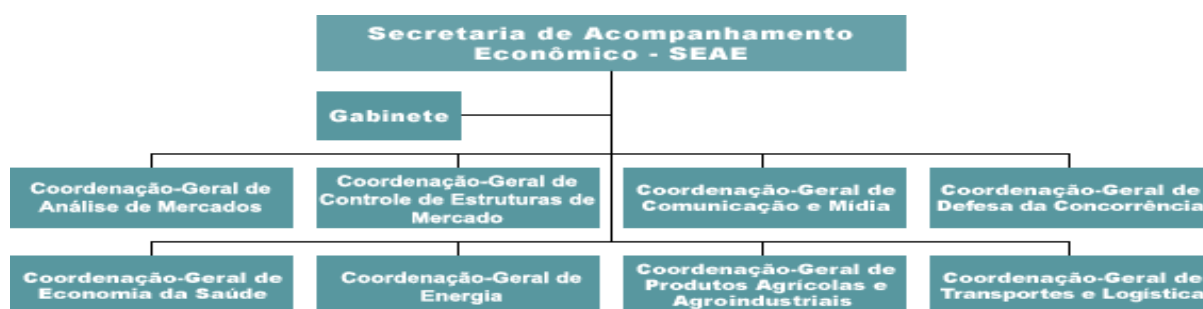 Secretaria de Acompanhamento
Econômico - SEAE
Gabinete
Coordenação-Geral de
Análise de Mercados
Coordenação-Geral de
Controle de Estruturas de
Mercado
Coordenação-Geral de
Comunicação e Mídia
Coordenação-Geral de
Defesa da Concorrência
Coordenação-Geral de
Economia da Saúde
Coordenação-Geral de
Energia
Coordenação-Geral de
Produtos Agrícolas e
Agroindustriais
Coordenação-Geral de
Transportes e Logística